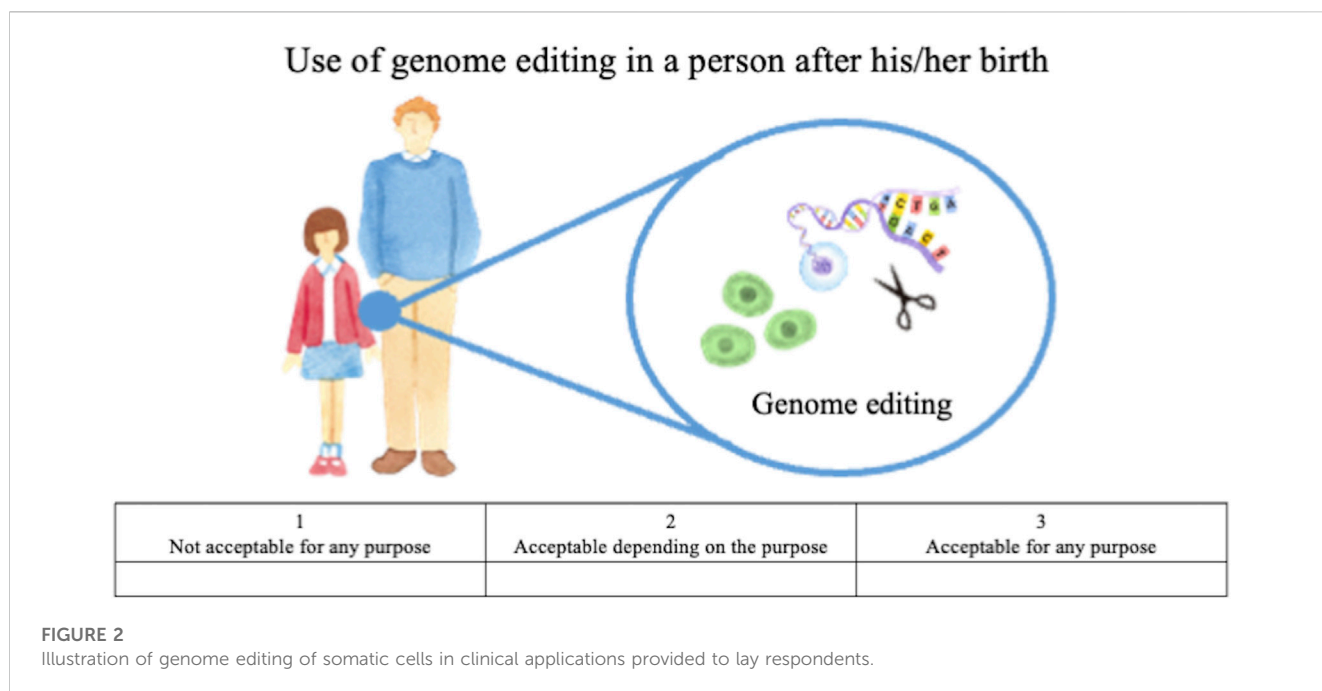 Use of genome editing in a person after his/her birth
C T G A
G A C T
Genome editing
1
Not acceptable for any purpose
2
Acceptable depending on the purpose
3
Acceptable for any purpose
FIGURE 2
Illustration of genome editing of somatic cells in clinical applications provided to lay respondents.